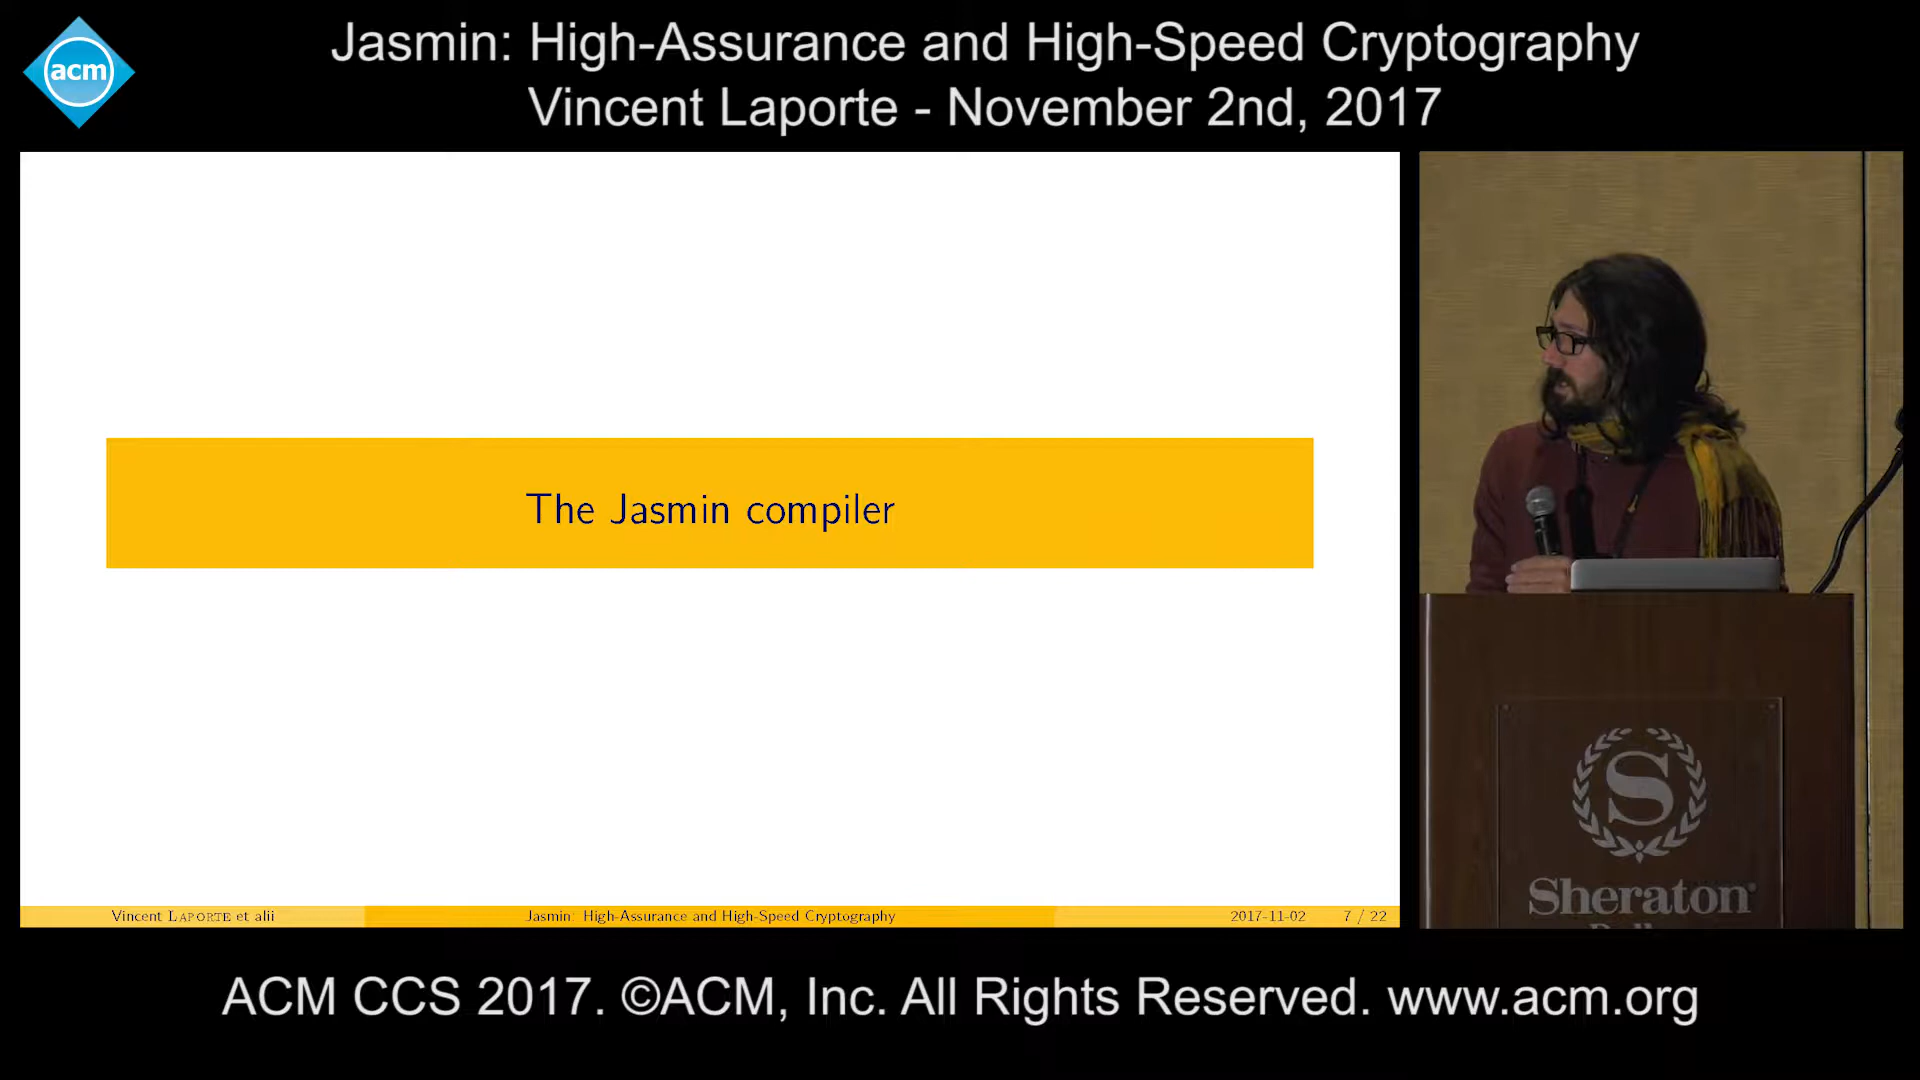 acm
Jasmin: High-Assurance and High-Speed Cryptography
Vincent Laporte - November 2nd, 2017
The Jasmin compiler
Vincent LAPORTE et alii
Jasmin: High-Assurance and High-Speed Cryptography
2017-11-02
7 / 22
S
Sheraton®
ACM CCS 2017. ©ACM, Inc. All Rights Reserved. www.acm.org